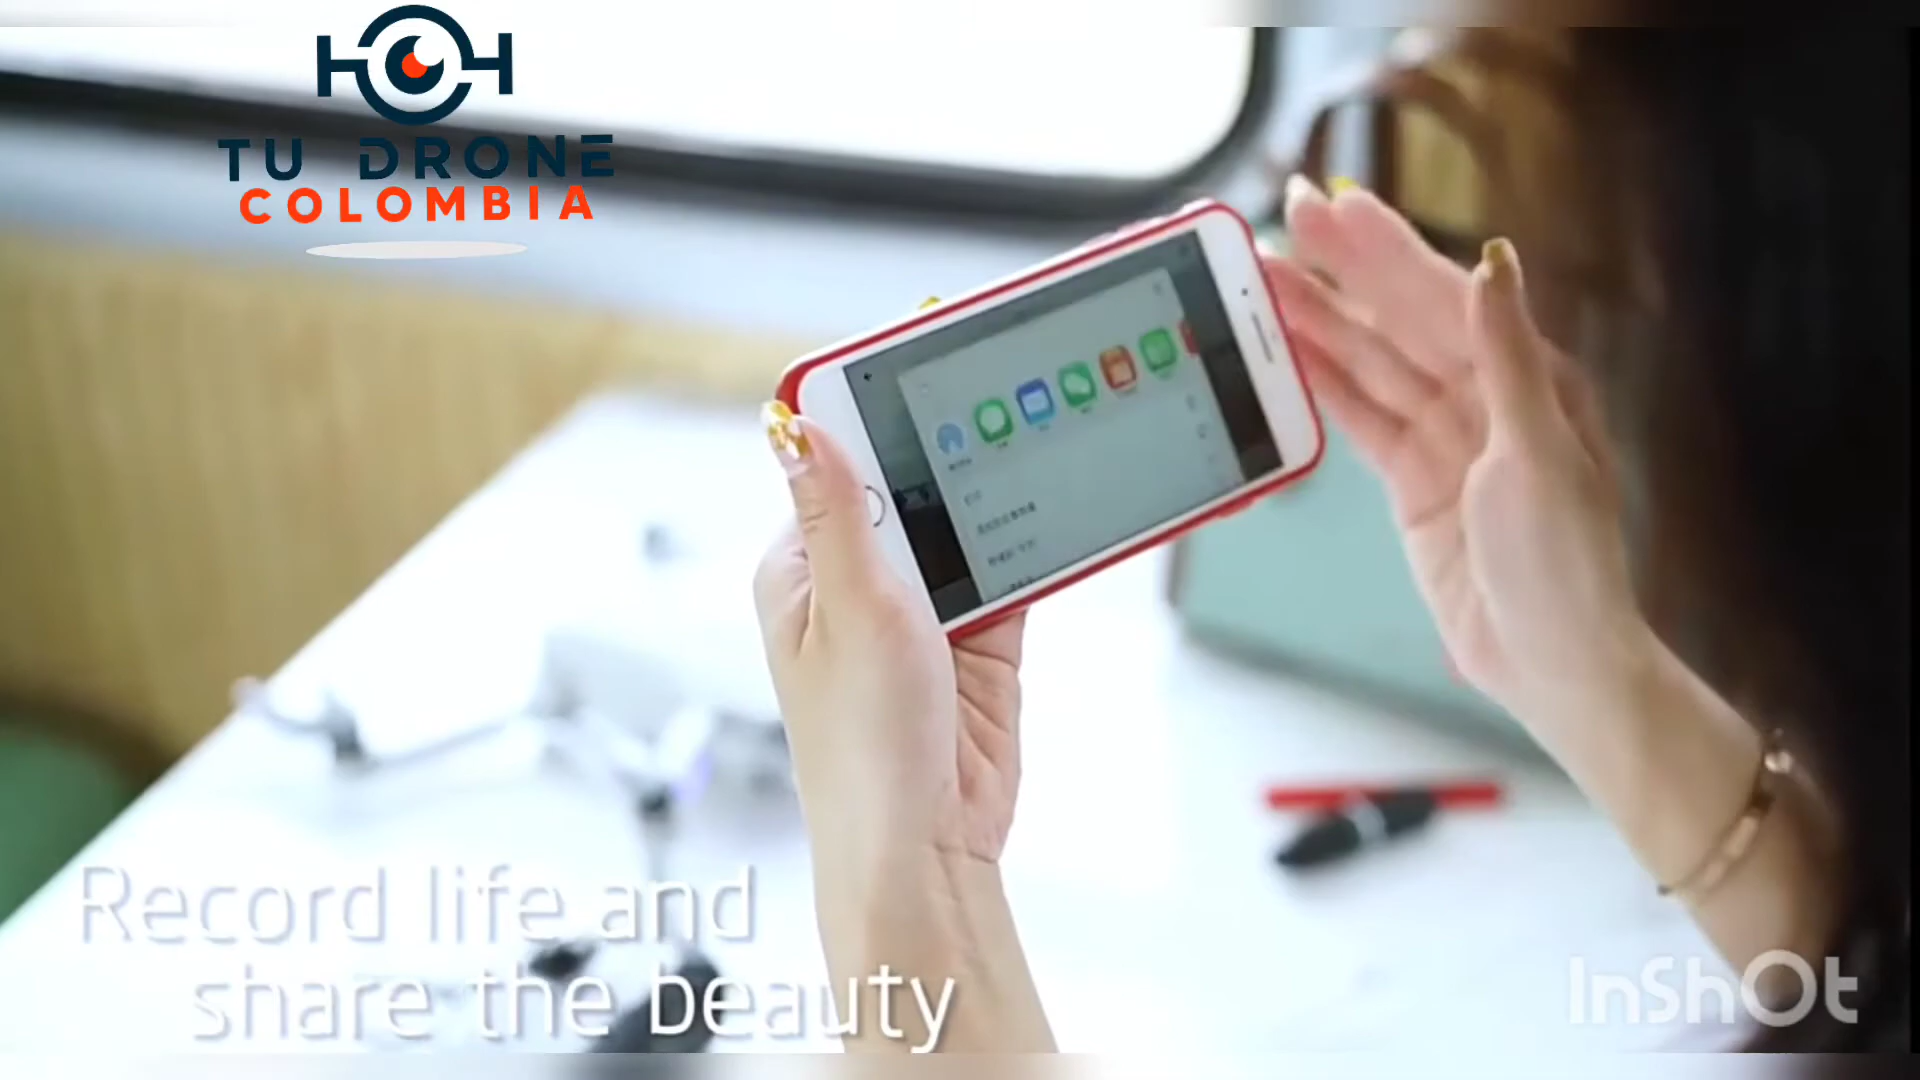 TU DRONE
COLOMBIA
Record life and
share the beauty
InShOt